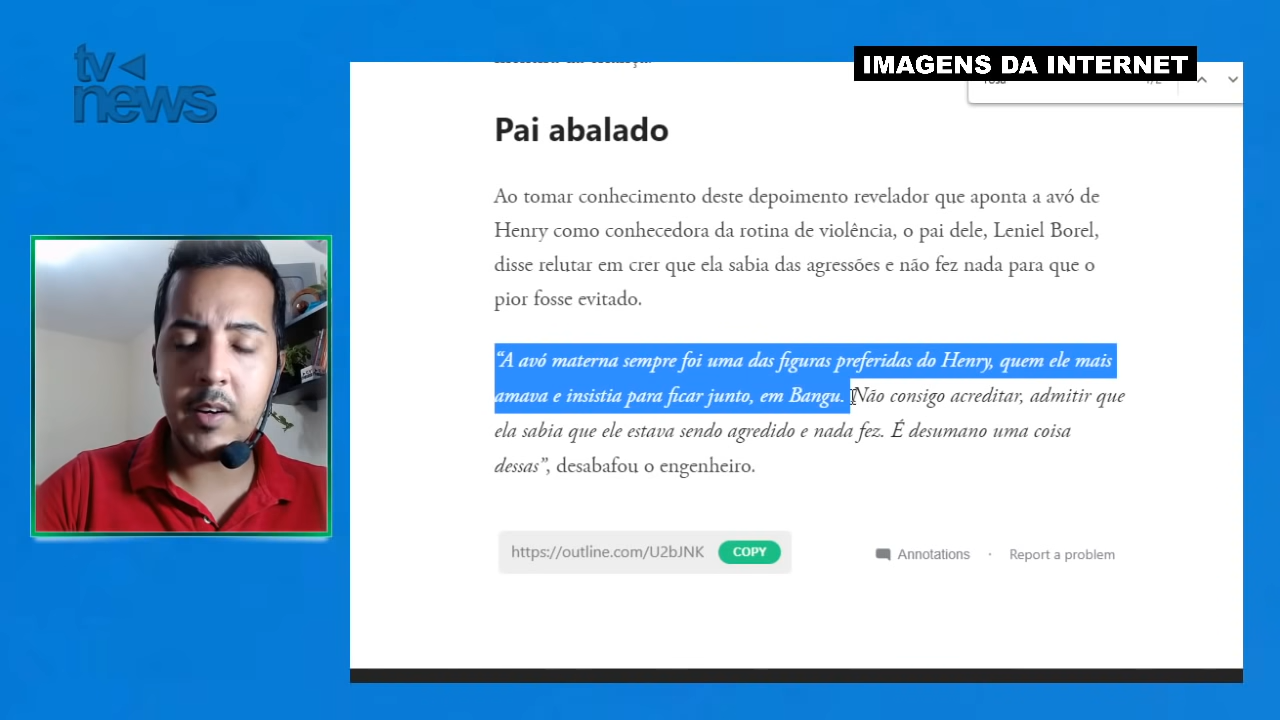 tv
news
IMAGENS DA INTERNET
Pai abalado
Ao tomar conhecimento deste depoimento revelador que aponta a avó de
Henry como conhecedora da rotina de violência, o pai dele, Leniel Borel,
disse relutar em crer que ela sabia das agressões e não fez nada para que o
pior fosse evitado.
“A avó materna sempre foi uma das figuras preferidas do Henry, quem ele mais
amava e insistia para ficar junto, em Bangu. Não consigo acreditar, admitir que
ela sabia que ele estava sendo agredido e nada fez. É desumano uma coisa
dessas”, desabafou o engenheiro.
https://outline.com/U2bJNK COPY
Annotations · Report a problem